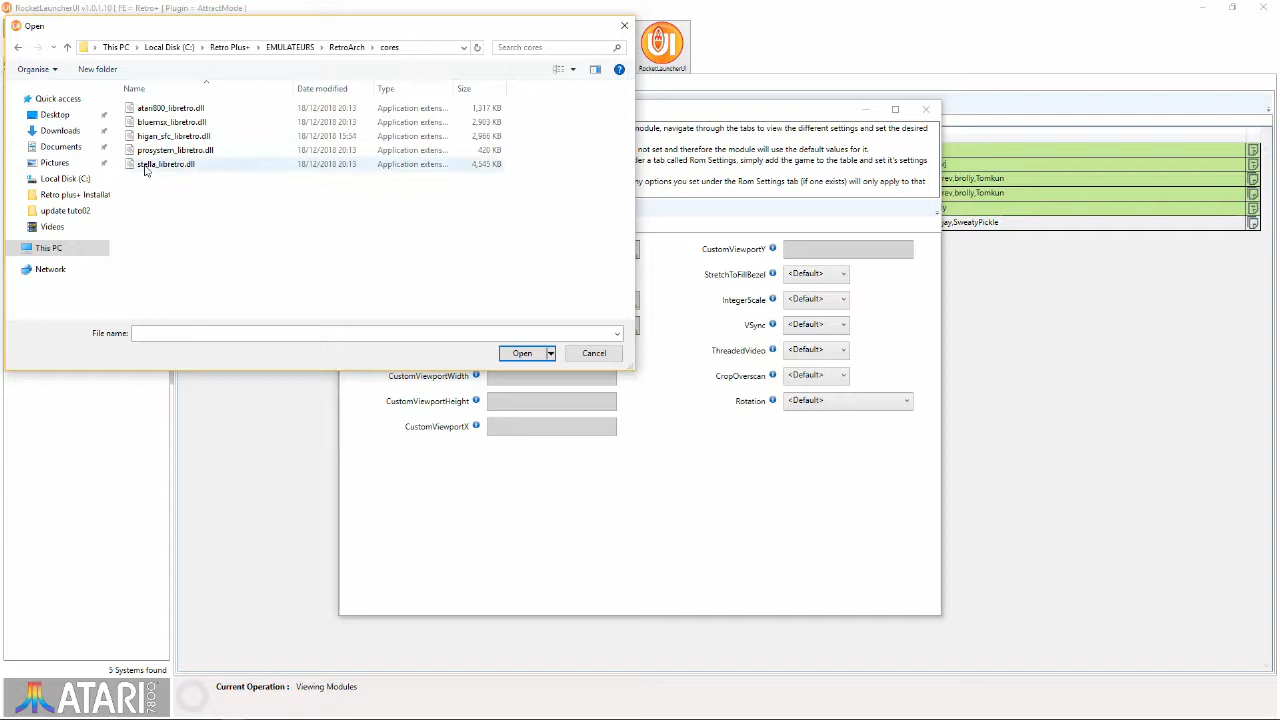 RocketLauncherUI v1.0.1.10 | FE = Retro+ | Plugin = AttractMode |
Open
This PC > Local Disk (C:) > Retro Plus+ > EMULATEURS > RetroArch > cores
Search cores
Organise
New folder
RocketLauncherUI
Name
Date modified
Type
Size
Quick access
Desktop
Downloads
Documents
Pictures
Local Disk (C:)
Retro plus+ Installat
update tuto02
Videos
This PC
Network
atari800_libretro.dll 18/12/2018 20:13 Application extens... 1,317 KB
bluemsx_libretro.dll 18/12/2018 20:13 Application extens... 2,903 KB
higan_sfc_libretro.dll 18/12/2018 15:54 Application extens... 2,966 KB
prosystem_libretro.dll 18/12/2018 20:13 Application extens... 420 KB
stella_libretro.dll 18/12/2018 20:13 Application extens... 4,545 KB
File name:
Open
Cancel
module, navigate through the tabs to view the different settings and set the desired
not set and therefore the module will use the default values for it.
der a tab called Rom Settings, simply add the game to the table and set it's settings
ny options you set under the Rom Settings tab (if one exists) will only apply to that
rev,brolly,Tomkun
rev,brolly,Tomkun
jay,SweatyPickle
CustomViewportY
StretchToFillBezel <Default>
IntegerScale <Default>
VSync <Default>
ThreadedVideo <Default>
CustomViewportWidth
CropOverscan <Default>
CustomViewportHeight
Rotation <Default>
CustomViewportX
5 Systems found
ATARI 7800
Current Operation : Viewing Modules